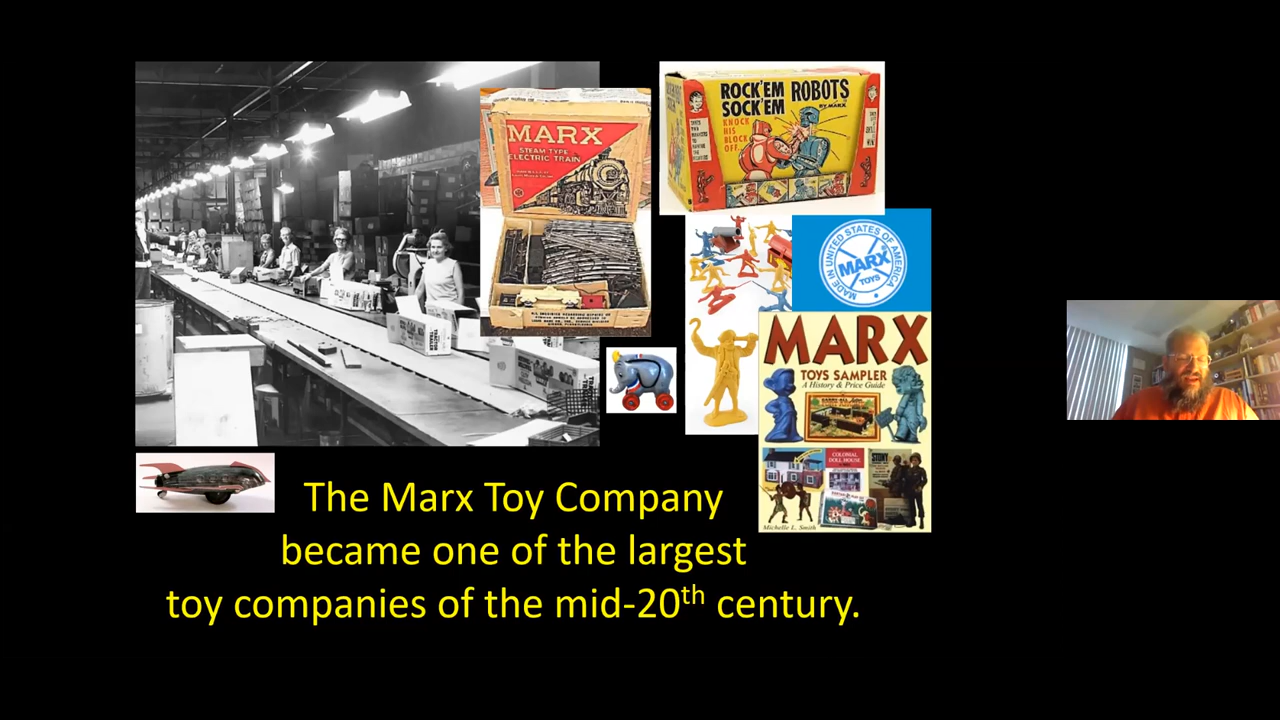 MARX
STEAM TYPE
ELECTRIC TRAIN
ROCK'EM ROBOTS
SOCK'EM
BY MARX
KNOCK
HIS
BLOCK
OFF...
MADE IN UNITED STATES OF AMERICA
MARX
TOYS
MARX
TOYS SAMPLER
A History & Price Guide
COLONIAL
DOLL HOUSE
STONY
Michelle L. Smith
The Marx Toy Company
became one of the largest
toy companies of the mid-20th century.